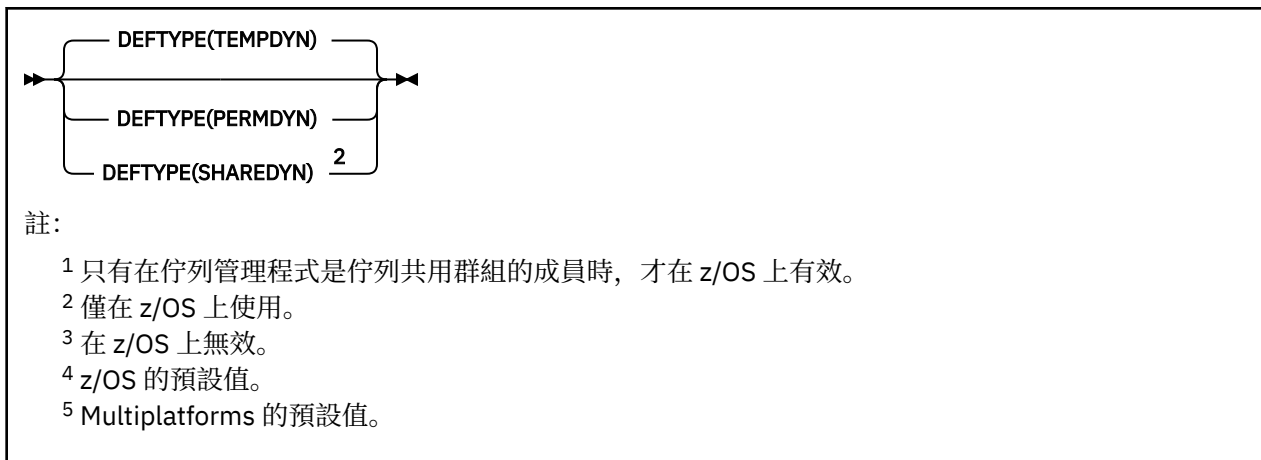 DEFTYPE(TEMPDYN)
DEFTYPE(PERMDYN)
DEFTYPE(SHAREDYN) 2
註：
1 只有在佇列管理程式是佇列共用群組的成員時，才在 z/OS 上有效。
2 僅在 z/OS 上使用。
3 在 z/OS 上無效。
4 z/OS 的預設值。
5 Multiplatforms 的預設值。